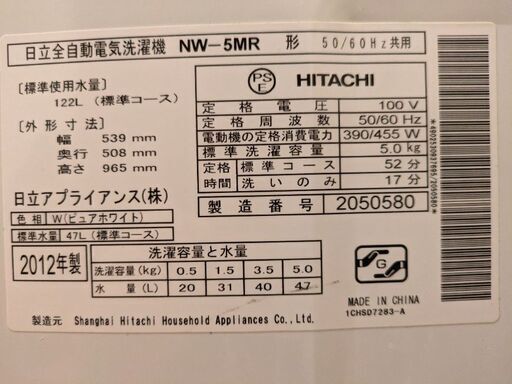 日立全自動電気洗濯機 NW-5MR 形 50/60Hz共用
[標準使用水量]
122L (標準コース)
[外形寸法]
幅 539 mm
奥行 508 mm
高さ 965 mm
日立アプライアンス(株)
色相 W(ピュアホワイト)
標準水量 47L(標準コース)
2012年製
PS
E
HITACHI
定格電圧 100 V
定格周波数 50/60 Hz
電動機の定格消費電力 390/455 W
標準洗濯容量 5.0 kg
定格時間 標準コース 52 分
洗いのみ 17 分
製造番号 2050580
洗濯容量と水量
洗濯容量(kg) 0.5 1.5 3.5 5.0
水量(L) 20 31 40 47
G
MADE IN CHINA
1CHSD7283-A
製造元 Shanghai Hitachi Household Appliances Co., Ltd.